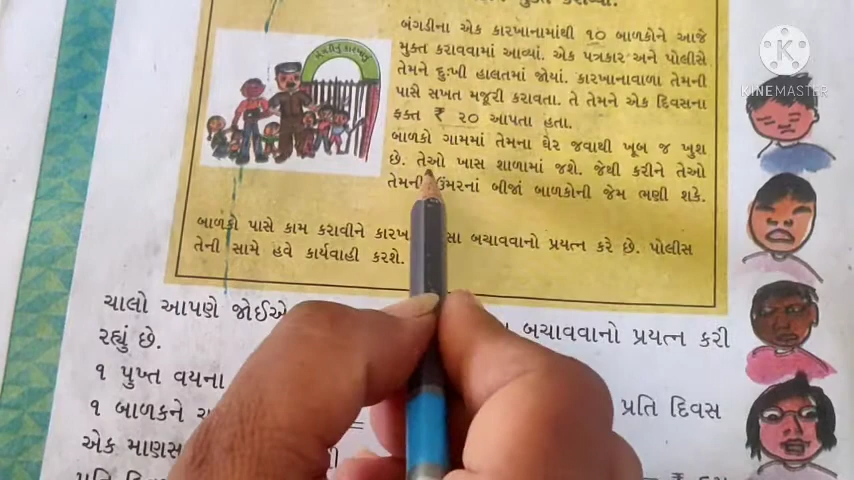 બંગડીના એક કારખાનામાંથી ૧૦ બાળકોને આજે
મુક્ત કરાવવામાં આવ્યાં. એક પત્રકાર અને પોલીસે
તેમને દુઃખી હાલતમાં જોયાં. કારખાનાવાળા તેમની
પાસે સખત મજૂરી કરાવતા. તે તેમને એક દિવસના
ફક્ત ₹ ૨૦ આપતા હતા.
બાળકો ગામમાં તેમના ઘેર જવાથી ખૂબ જ ખુશ
છે. તેઓ ખાસ શાળામાં જશે. જેથી કરીને તેઓ
તેમની ઉંમરનાં બીજાં બાળકોની જેમ ભણી શકે.
બાળકો પાસે કામ કરાવીને બચાવવાનો પ્રયત્ન કરે છે. પોલીસ
તેની સામે હવે કાર્યવાહી કરશે.
ચાલો આપણે જોઈએ બચાવવાનો પ્રયત્ન કરી
રહ્યું છે.
૧ પુખ્ત વયના
૧ બાળકને પ્રતિ દિવસ
એક માણસ
KINEMASTER